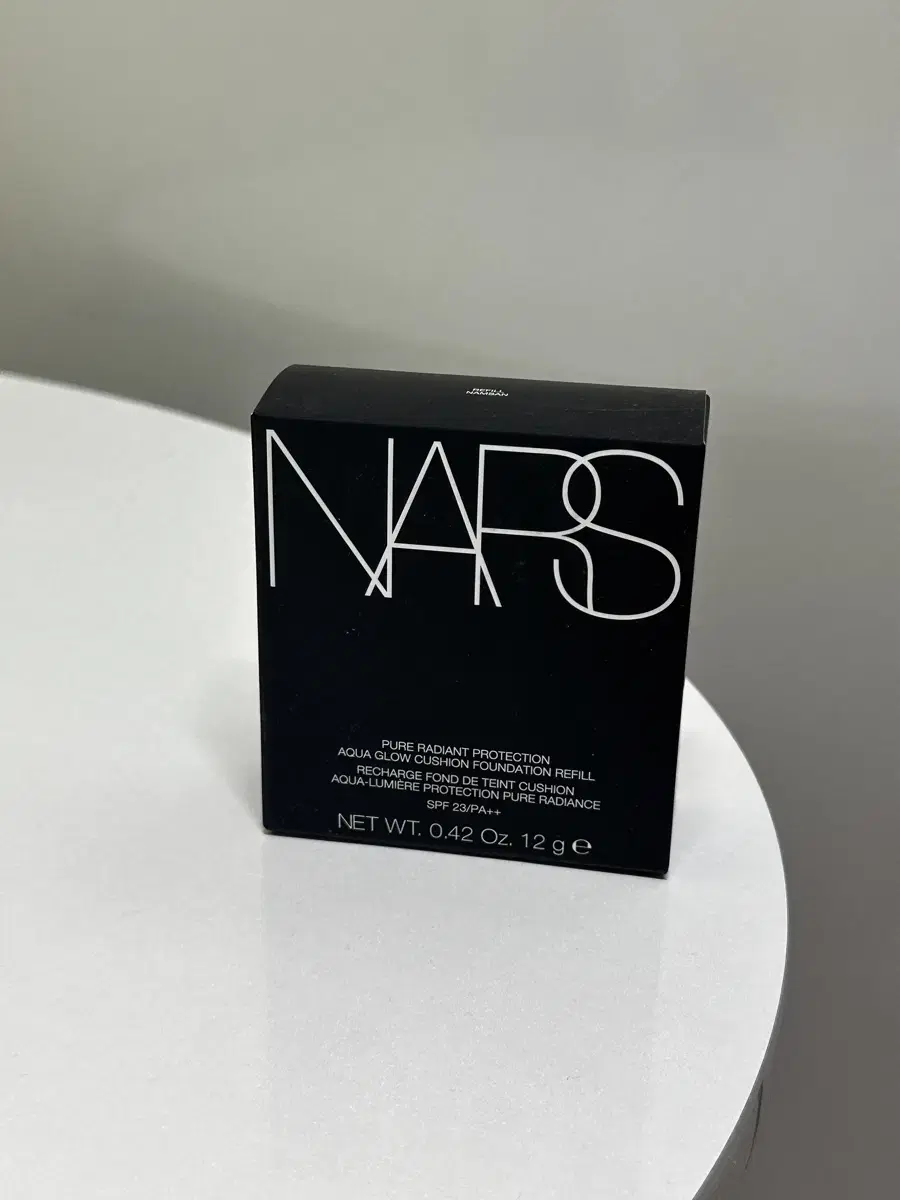 REFILL
NAMSAN
NARS
PURE RADIANT PROTECTION
AQUA GLOW CUSHION FOUNDATION REFILL
RECHARGE FOND DE TEINT CUSHION
AQUA-LUMIÈRE PROTECTION PURE RADIANCE
SPF 23/PA++
NET WT. 0.42 Oz. 12 g ℮